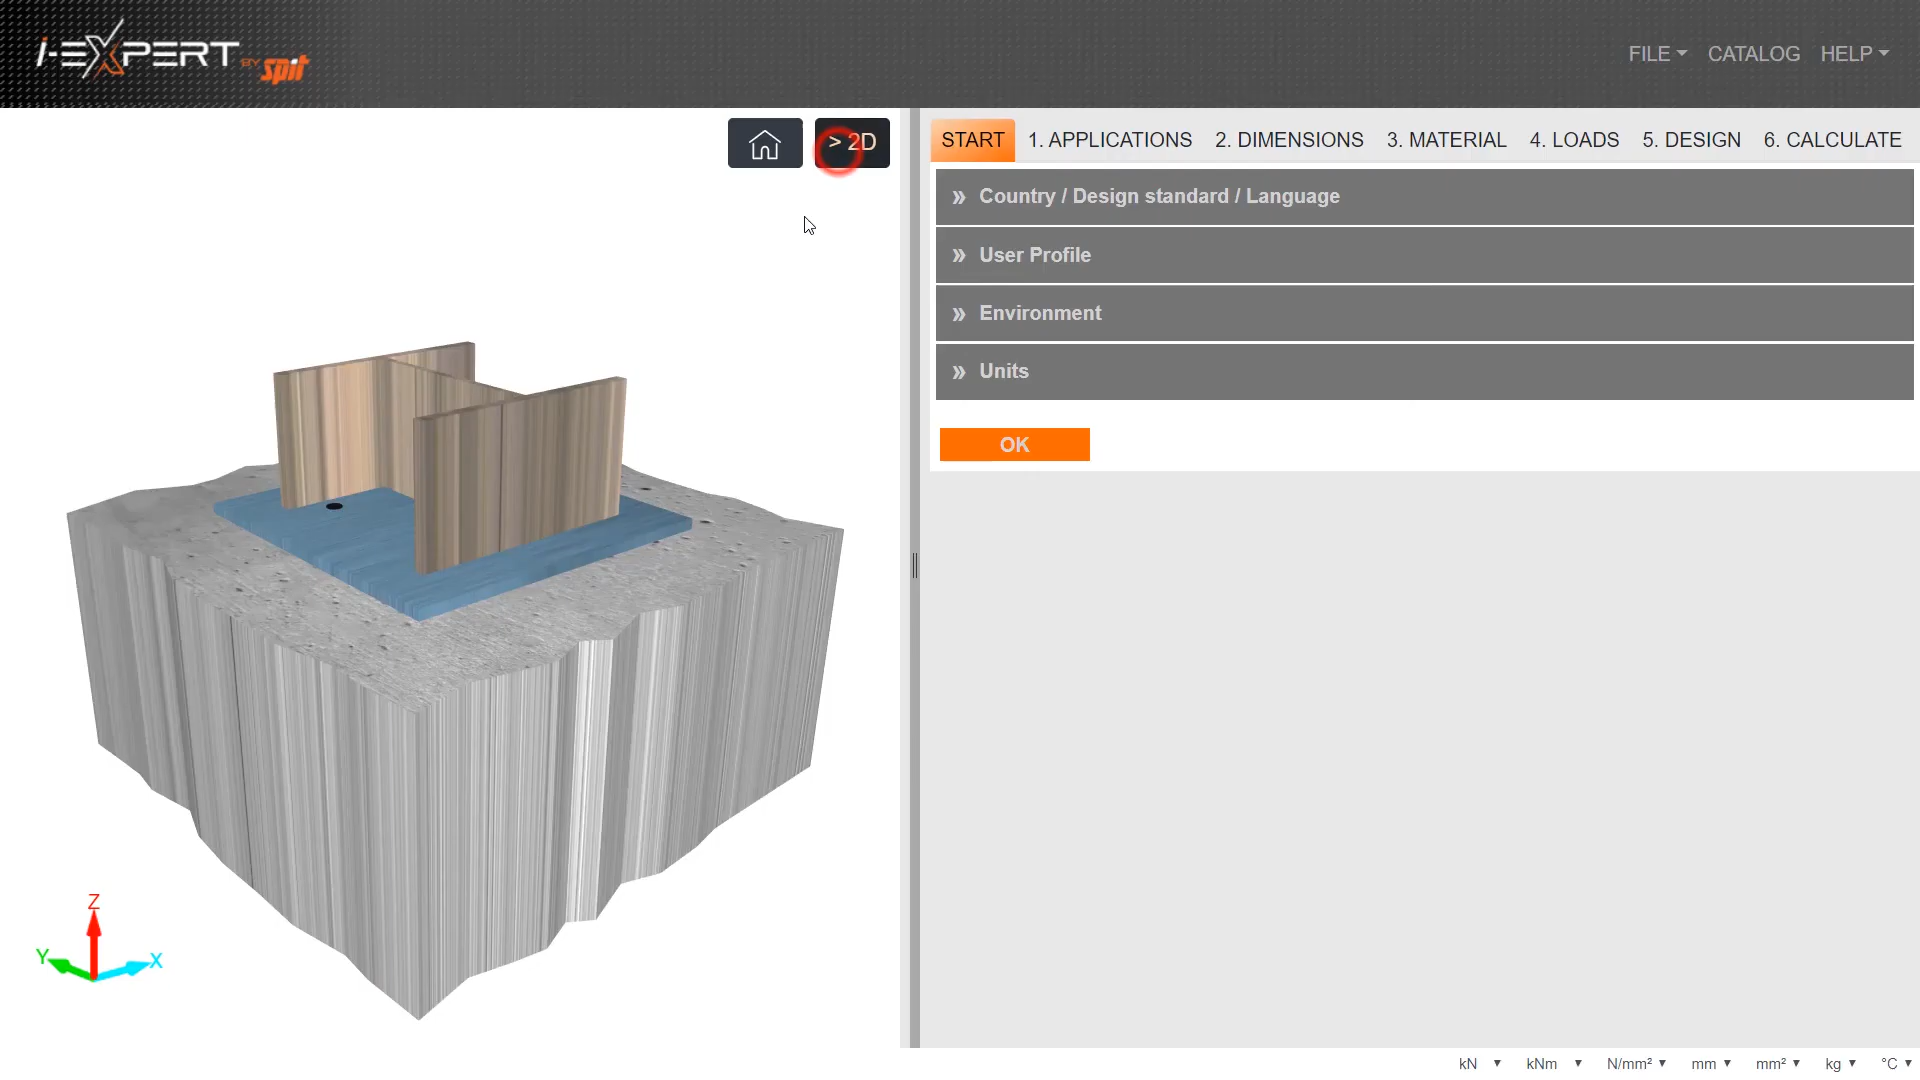 i-EXPERT BY spit
FILE CATALOG HELP
> 2D
START 1. APPLICATIONS 2. DIMENSIONS 3. MATERIAL 4. LOADS 5. DESIGN 6. CALCULATE
» Country / Design standard / Language
» User Profile
» Environment
» Units
OK
Z
Y X
kN kNm N/mm² mm mm² kg °C